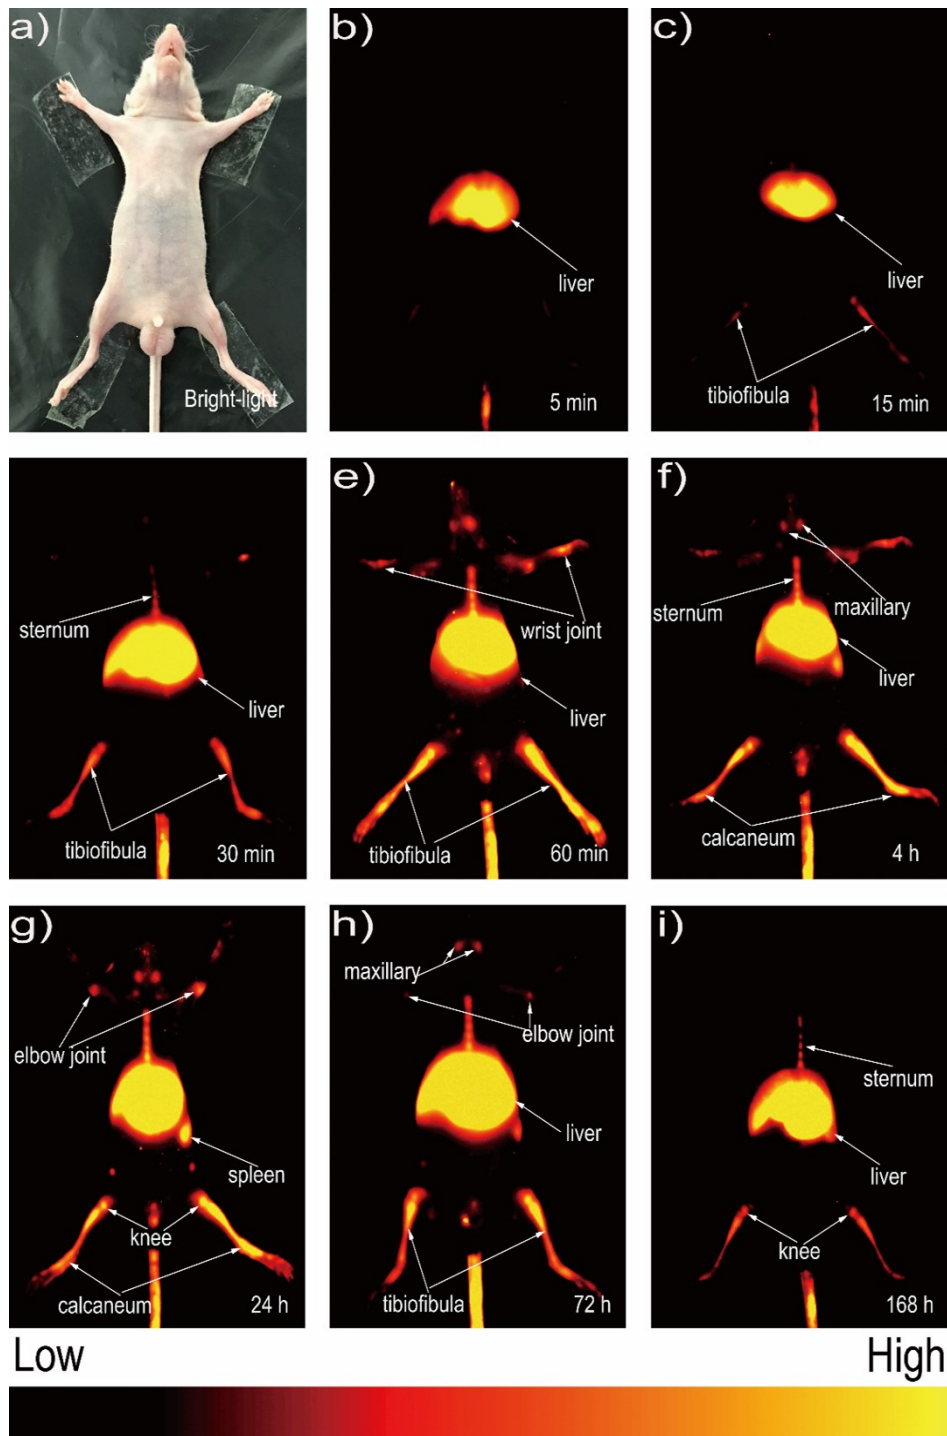 a)
Bright-light
b)
liver
5 min
c)
liver
tibiofibula
15 min
sternum
liver
tibiofibula
30 min
e)
wrist joint
liver
tibiofibula
60 min
f)
maxillary
sternum
liver
calcaneum
4 h
g)
elbow joint
spleen
knee
calcaneum
24 h
h)
maxillary
elbow joint
liver
tibiofibula
72 h
i)
sternum
liver
knee
168 h
Low
High